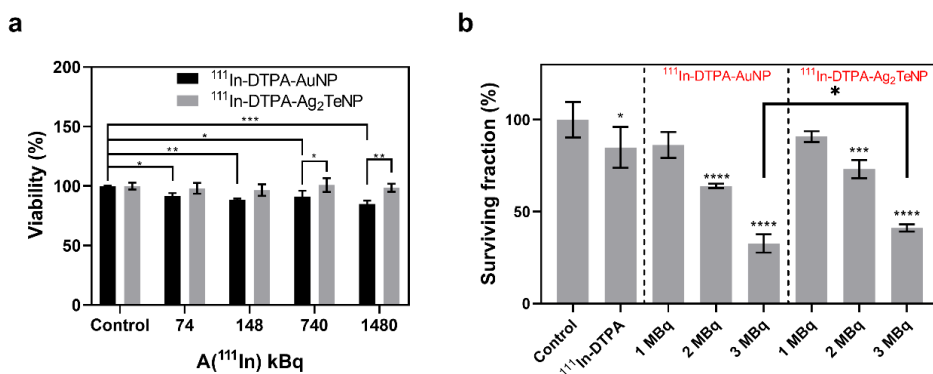 a
200
150
100
50
0
Viability (%)
¹¹¹In-DTPA-AuNP
¹¹¹In-DTPA-Ag₂TeNP
***
*
**
*
*
**
Control 74 148 740 1480
A(¹¹¹In) kBq
b
100
50
0
Surviving fraction (%)
¹¹¹In-DTPA-AuNP
¹¹¹In-DTPA-Ag₂TeNP
*
*
****
****
***
****
Control ¹¹¹In-DTPA 1 MBq 2 MBq 3 MBq 1 MBq 2 MBq 3 MBq